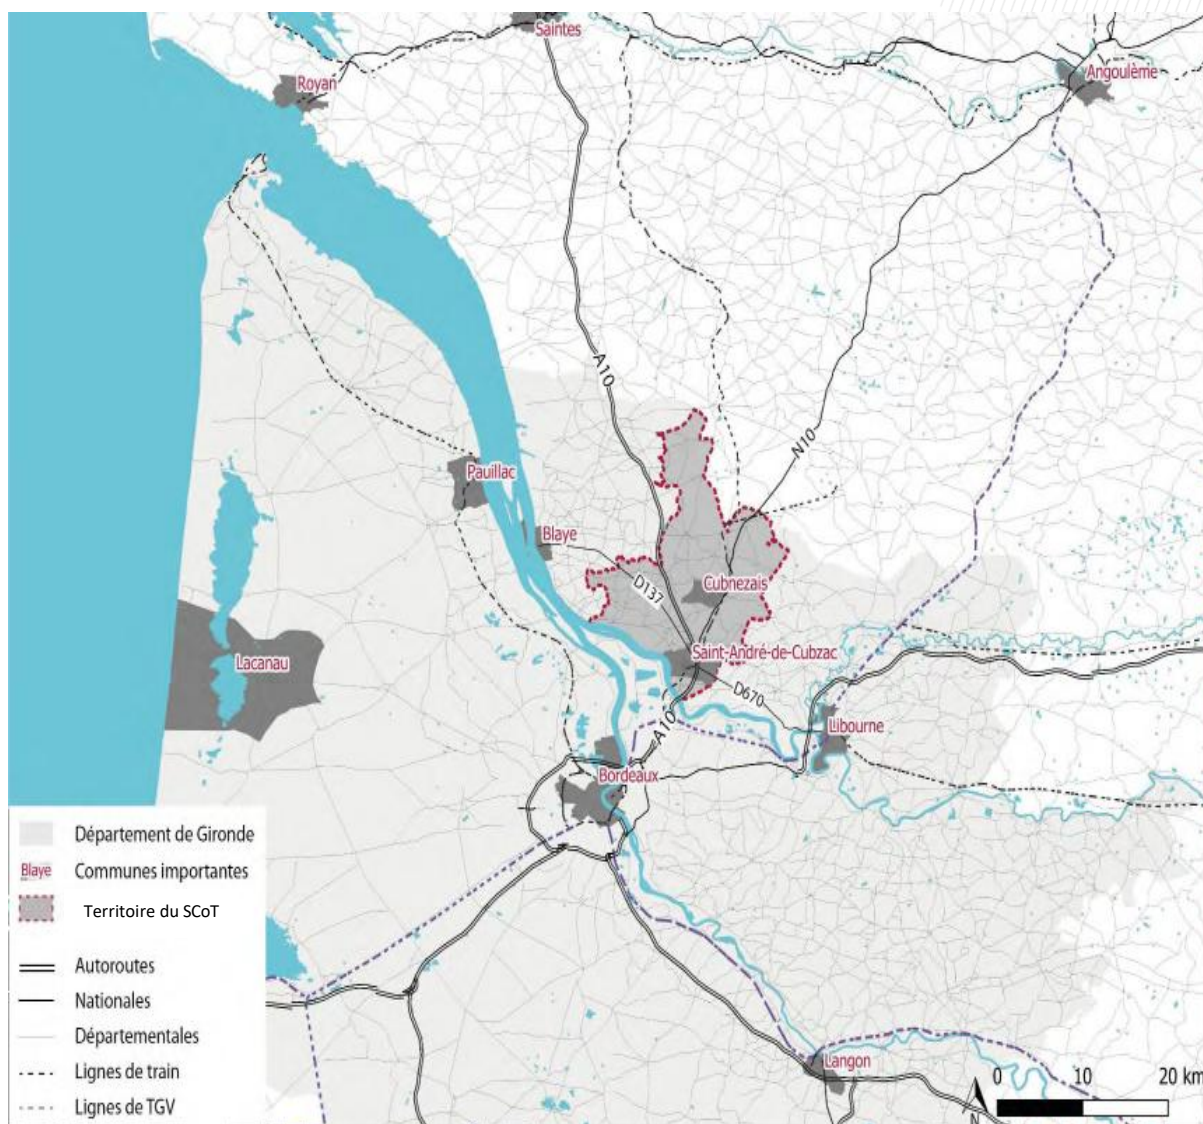 Saintes
Royan
Angoulême
A10
N10
Pauillac
Blaye
D137
Cubnezais
Lacanau
Saint-André-de-Cubzac
D670
A10
Libourne
Bordeaux
Langon
Département de Gironde
Blaye
Communes importantes
Territoire du SCoT
Autoroutes
Nationales
Départementales
Lignes de train
Lignes de TGV
0 10 20 km
N